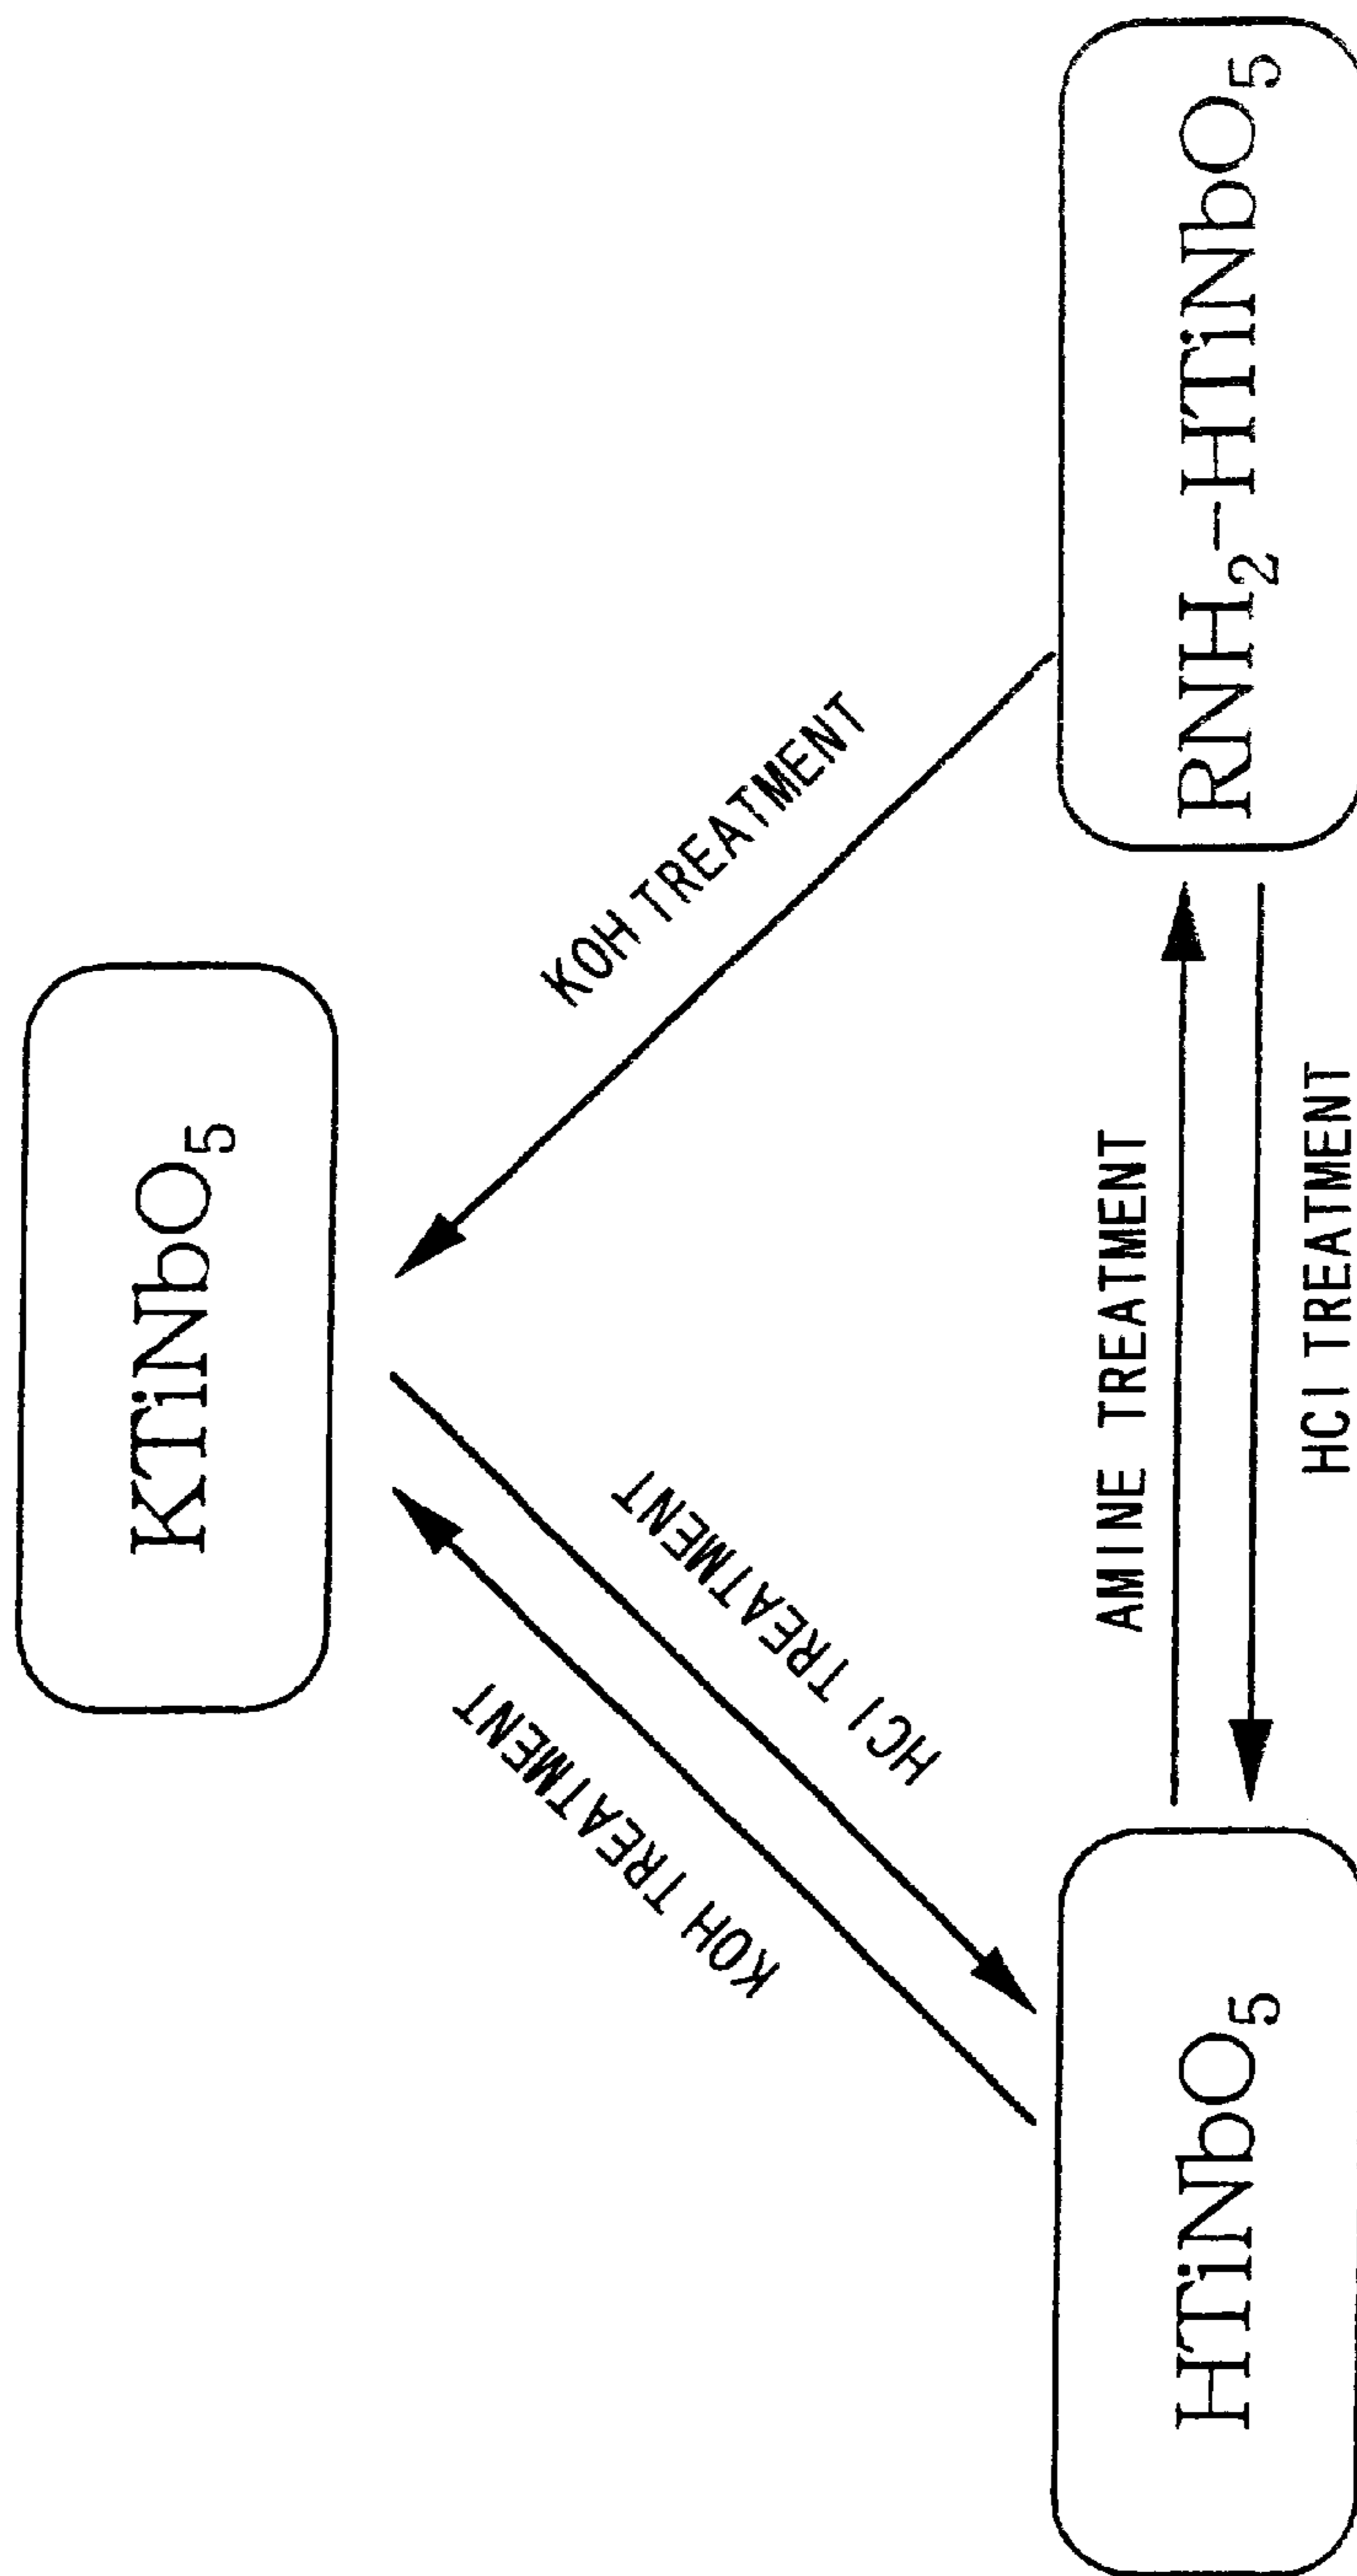 KTiNbO₅
KOH TREATMENT
HCl TREATMENT
KOH TREATMENT
AMINE TREATMENT
HCl TREATMENT
HTiNbO₅
RNH₂-HTiNbO₅